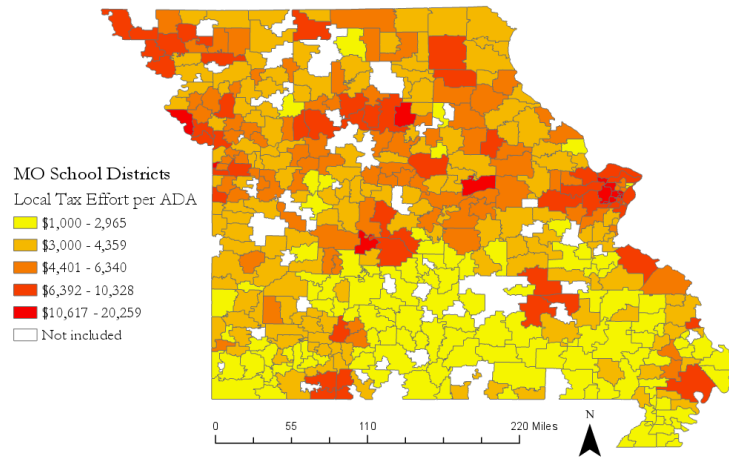 MO School Districts
Local Tax Effort per ADA
$1,000 - 2,965
$3,000 - 4,359
$4,401 - 6,340
$6,392 - 10,328
$10,617 - 20,259
Not included
N
0 55 110 220 Miles